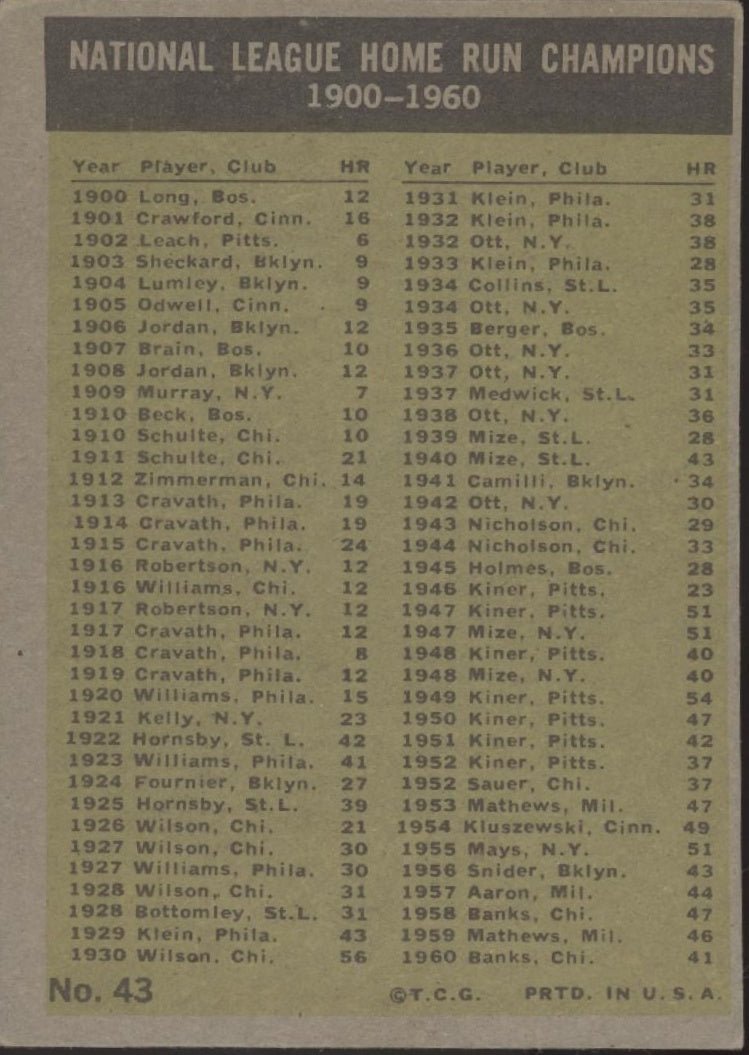 NATIONAL LEAGUE HOME RUN CHAMPIONS
1900–1960
Year Player, Club HR
1900 Long, Bos. 12
1901 Crawford, Cinn. 16
1902 Leach, Pitts. 6
1903 Sheckard, Bklyn. 9
1904 Lumley, Bklyn. 9
1905 Odwell, Cinn. 9
1906 Jordan, Bklyn. 12
1907 Brain, Bos. 10
1908 Jordan, Bklyn. 12
1909 Murray, N.Y. 7
1910 Beck, Bos. 10
1910 Schulte, Chi. 10
1911 Schulte, Chi. 21
1912 Zimmerman, Chi. 14
1913 Cravath, Phila. 19
1914 Cravath, Phila. 19
1915 Cravath, Phila. 24
1916 Robertson, N.Y. 12
1916 Williams, Chi. 12
1917 Robertson, N.Y. 12
1917 Cravath, Phila. 12
1918 Cravath, Phila. 8
1919 Cravath, Phila. 12
1920 Williams, Phila. 15
1921 Kelly, N.Y. 23
1922 Hornsby, St. L. 42
1923 Williams, Phila. 41
1924 Fournier, Bklyn. 27
1925 Hornsby, St.L. 39
1926 Wilson, Chi. 21
1927 Wilson, Chi. 30
1927 Williams, Phila. 30
1928 Wilson, Chi. 31
1928 Bottomley, St.L. 31
1929 Klein, Phila. 43
1930 Wilson, Chi. 56
Year Player, Club HR
1931 Klein, Phila. 31
1932 Klein, Phila. 38
1932 Ott, N.Y. 38
1933 Klein, Phila. 28
1934 Collins, St.L. 35
1934 Ott, N.Y. 35
1935 Berger, Bos. 34
1936 Ott, N.Y. 33
1937 Ott, N.Y. 31
1937 Medwick, St.L. 31
1938 Ott, N.Y. 36
1939 Mize, St.L. 28
1940 Mize, St.L. 43
1941 Camilli, Bklyn. 34
1942 Ott, N.Y. 30
1943 Nicholson, Chi. 29
1944 Nicholson, Chi. 33
1945 Holmes, Bos. 28
1946 Kiner, Pitts. 23
1947 Kiner, Pitts. 51
1947 Mize, N.Y. 51
1948 Kiner, Pitts. 40
1948 Mize, N.Y. 40
1949 Kiner, Pitts. 54
1950 Kiner, Pitts. 47
1951 Kiner, Pitts. 42
1952 Kiner, Pitts. 37
1952 Sauer, Chi. 37
1953 Mathews, Mil. 47
1954 Kluszewski, Cinn. 49
1955 Mays, N.Y. 51
1956 Snider, Bklyn. 43
1957 Aaron, Mil. 44
1958 Banks, Chi. 47
1959 Mathews, Mil. 46
1960 Banks, Chi. 41
No. 43
©T.C.G. PRTD. IN U.S.A.